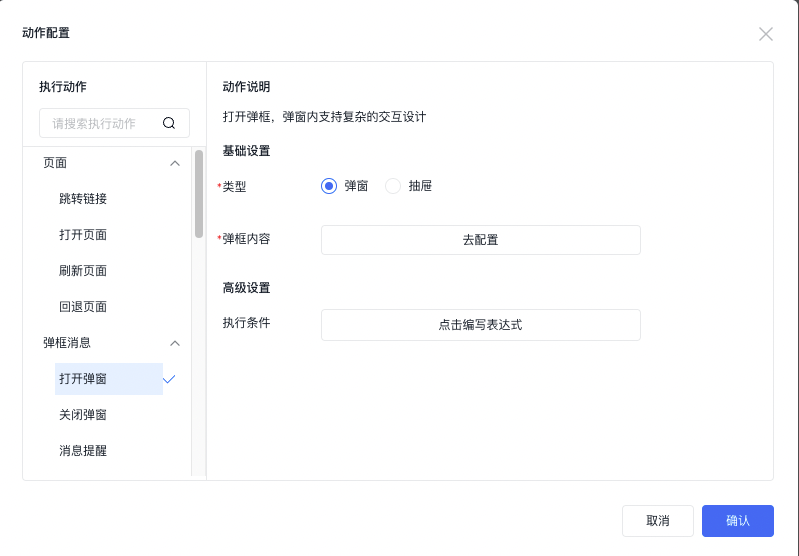 动作配置
执行动作
请搜索执行动作
页面
跳转链接
打开页面
刷新页面
回退页面
弹框消息
打开弹窗
关闭弹窗
消息提醒
动作说明
打开弹框，弹窗内支持复杂的交互设计
基础设置
*类型 弹窗 抽屉
*弹框内容 去配置
高级设置
执行条件 点击编写表达式
取消 确认